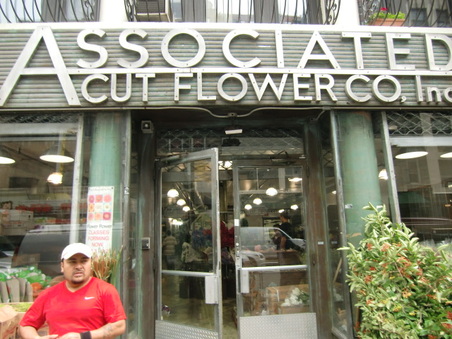 ASSOCIATED
CUT FLOWER CO., INC